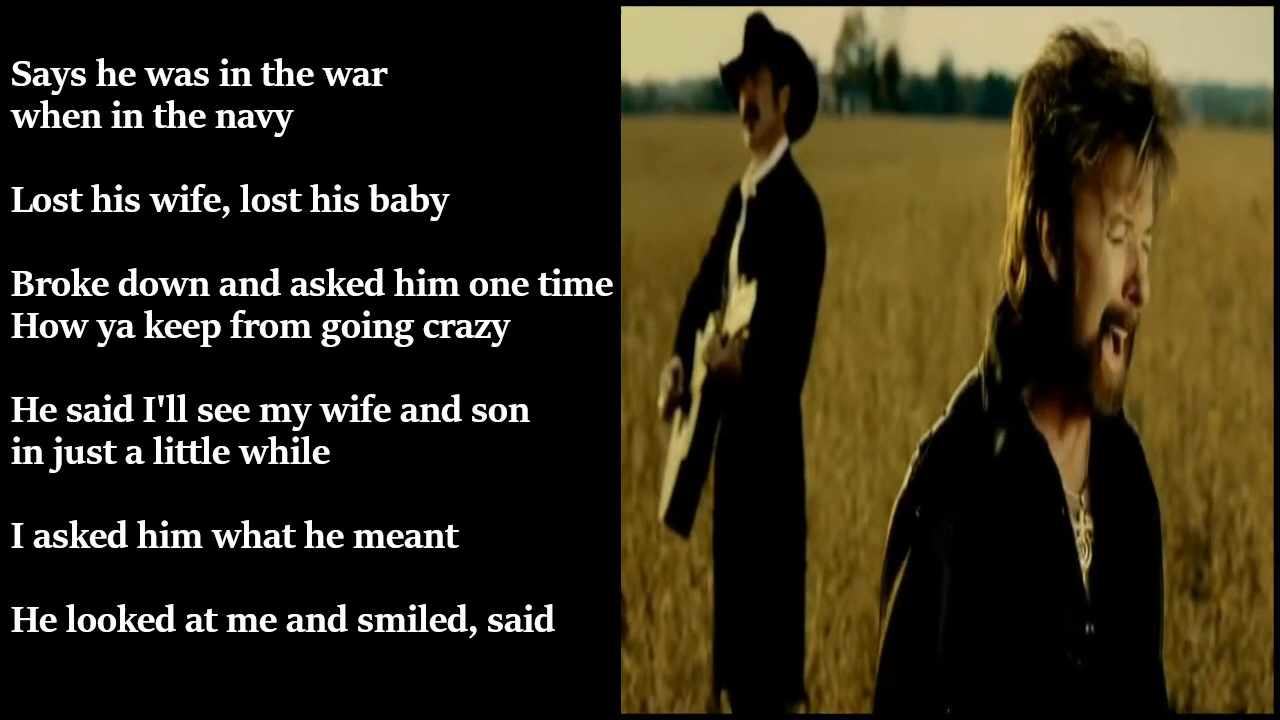 Says he was in the war
when in the navy
Lost his wife, lost his baby
Broke down and asked him one time
How ya keep from going crazy
He said I'll see my wife and son
in just a little while
I asked him what he meant
He looked at me and smiled, said